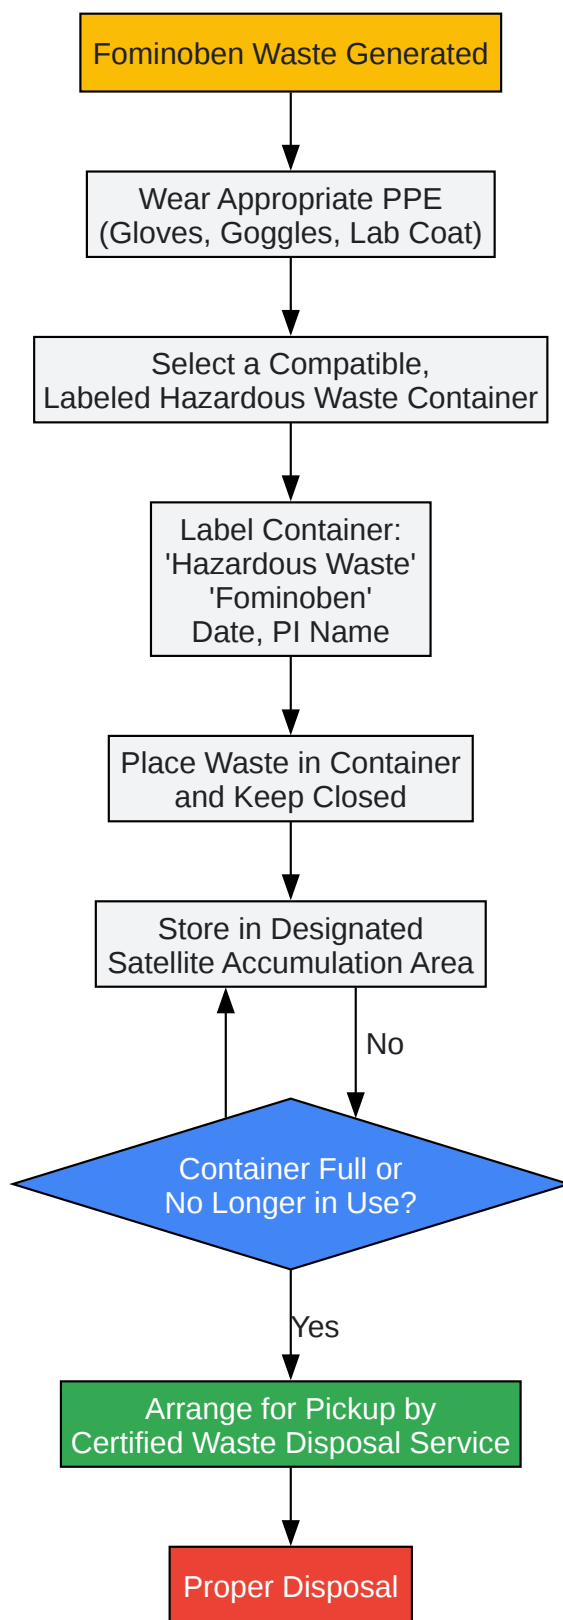 Fominoben Waste Generated
Wear Appropriate PPE
(Gloves, Goggles, Lab Coat)
Select a Compatible,
Labeled Hazardous Waste Container
Label Container:
'Hazardous Waste'
'Fominoben'
Date, PI Name
Place Waste in Container
and Keep Closed
Store in Designated
Satellite Accumulation Area
No
Container Full or
No Longer in Use?
Yes
Arrange for Pickup by
Certified Waste Disposal Service
Proper Disposal